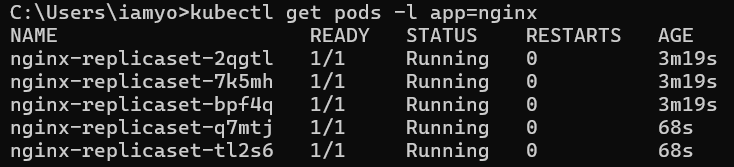 C:\Users\iamyo>kubectl get pods -l app=nginx
NAME                     READY   STATUS    RESTARTS   AGE
nginx-replicaset-2qgtl   1/1     Running   0          3m19s
nginx-replicaset-7k5mh   1/1     Running   0          3m19s
nginx-replicaset-bpf4q   1/1     Running   0          3m19s
nginx-replicaset-q7mtj   1/1     Running   0          68s
nginx-replicaset-tl2s6   1/1     Running   0          68s